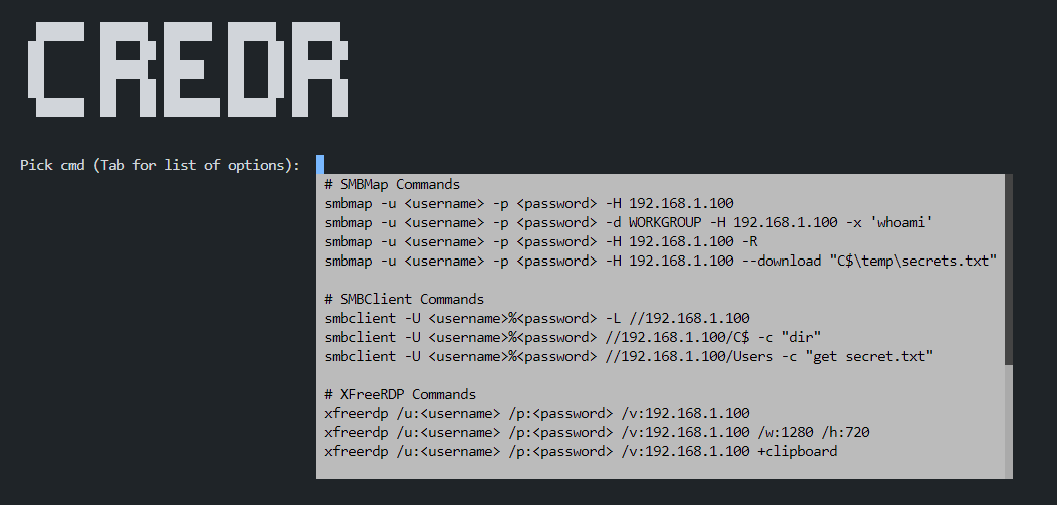 CREDR
Pick cmd (Tab for list of options):
# SMBMap Commands
smbmap -u <username> -p <password> -H 192.168.1.100
smbmap -u <username> -p <password> -d WORKGROUP -H 192.168.1.100 -x 'whoami'
smbmap -u <username> -p <password> -H 192.168.1.100 -R
smbmap -u <username> -p <password> -H 192.168.1.100 --download "C$\temp\secrets.txt"
# SMBClient Commands
smbclient -U <username>%<password> -L //192.168.1.100
smbclient -U <username>%<password> //192.168.1.100/C$ -c "dir"
smbclient -U <username>%<password> //192.168.1.100/Users -c "get secret.txt"
# XFreeRDP Commands
xfreerdp /u:<username> /p:<password> /v:192.168.1.100
xfreerdp /u:<username> /p:<password> /v:192.168.1.100 /w:1280 /h:720
xfreerdp /u:<username> /p:<password> /v:192.168.1.100 +clipboard